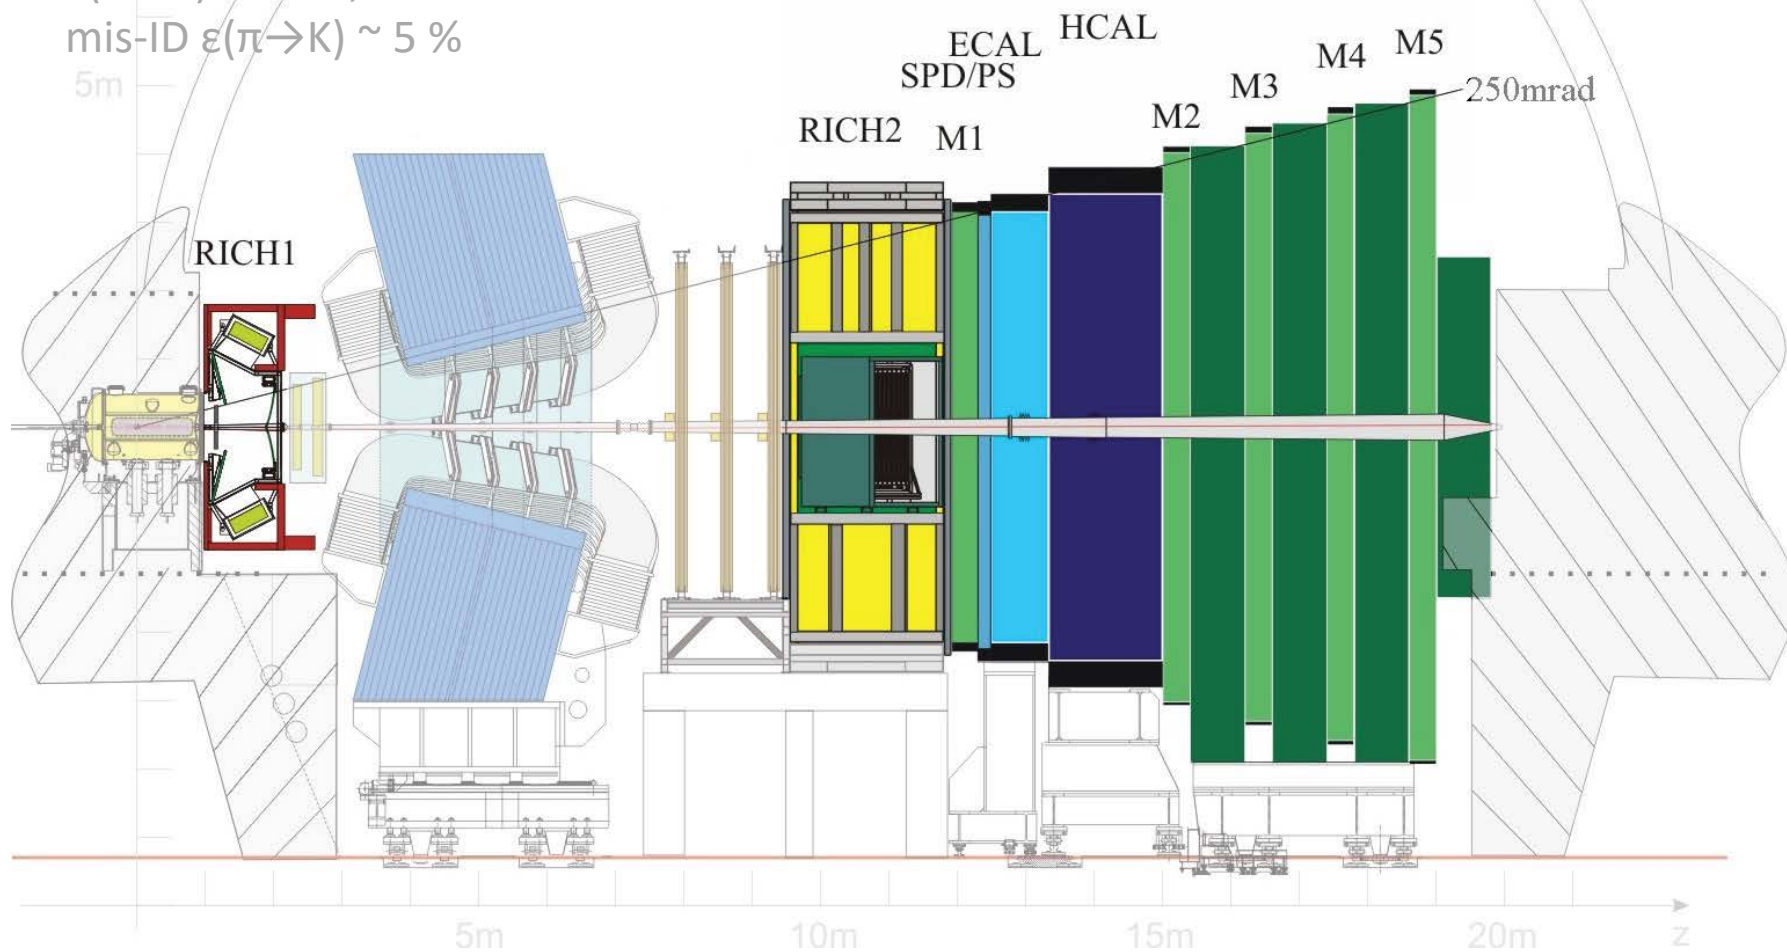 mis-ID ε(π→K) ~ 5 %
HCAL
ECAL
SPD/PS
M5
M4
M3
M2
5m
250mrad
RICH2
M1
RICH1
5m
10m
15m
20m
z